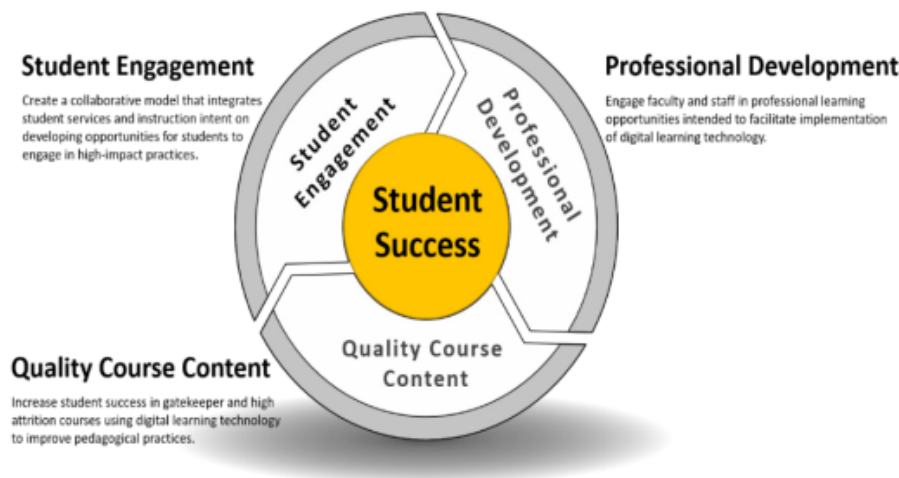 Student Engagement
Create a collaborative model that integrates
student services and instruction intent on
developing opportunities for students to
engage in high-impact practices.
Professional Development
Engage faculty and staff in professional learning
opportunities intended to facilitate implementation
of digital learning technology.
Student
Engagement
Professional
Development
Student
Success
Quality Course
Content
Quality Course Content
Increase student success in gatekeeper and high
attrition courses using digital learning technology
to improve pedagogical practices.